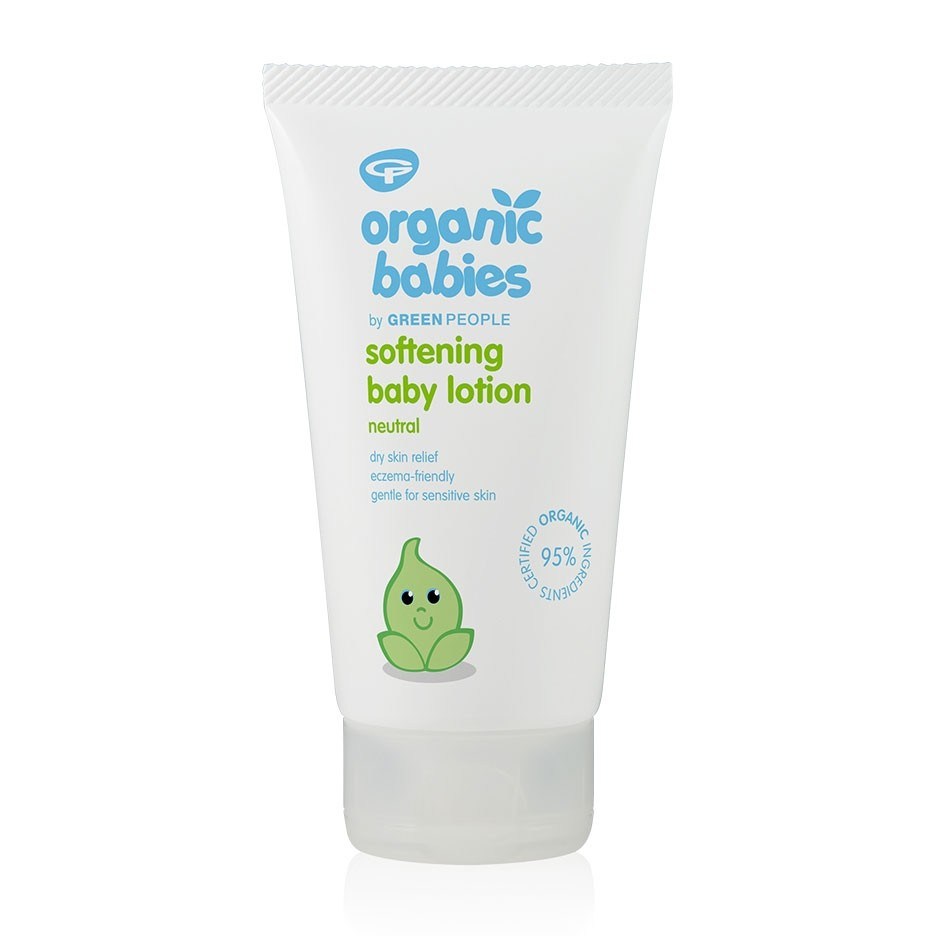 GP
organic
babies
by GREEN PEOPLE
softening
baby lotion
neutral
dry skin relief
eczema-friendly
gentle for sensitive skin
CERTIFIED ORGANIC INGREDIENTS
95%